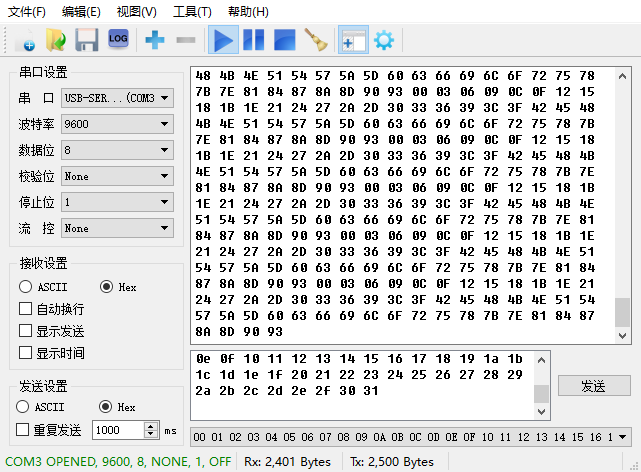 文件(F) 编辑(E) 视图(V) 工具(T) 帮助(H)
LOG
串口设置
串 口 USB-SER...(COM3
波特率 9600
数据位 8
校验位 None
停止位 1
流 控 None
接收设置
ASCII Hex
自动换行
显示发送
显示时间
发送设置
ASCII Hex
重复发送 1000 ms
48 4B 4E 51 54 57 5A 5D 60 63 66 69 6C 6F 72 75 78
7B 7E 81 84 87 8A 8D 90 93 00 03 06 09 0C 0F 12 15
18 1B 1E 21 24 27 2A 2D 30 33 36 39 3C 3F 42 45 48
4B 4E 51 54 57 5A 5D 60 63 66 69 6C 6F 72 75 78 7B
7E 81 84 87 8A 8D 90 93 00 03 06 09 0C 0F 12 15 18
1B 1E 21 24 27 2A 2D 30 33 36 39 3C 3F 42 45 48 4B
4E 51 54 57 5A 5D 60 63 66 69 6C 6F 72 75 78 7B 7E
81 84 87 8A 8D 90 93 00 03 06 09 0C 0F 12 15 18 1B
1E 21 24 27 2A 2D 30 33 36 39 3C 3F 42 45 48 4B 4E
51 54 57 5A 5D 60 63 66 69 6C 6F 72 75 78 7B 7E 81
84 87 8A 8D 90 93 00 03 06 09 0C 0F 12 15 18 1B 1E
21 24 27 2A 2D 30 33 36 39 3C 3F 42 45 48 4B 4E 51
54 57 5A 5D 60 63 66 69 6C 6F 72 75 78 7B 7E 81 84
87 8A 8D 90 93 00 03 06 09 0C 0F 12 15 18 1B 1E 21
24 27 2A 2D 30 33 36 39 3C 3F 42 45 48 4B 4E 51 54
57 5A 5D 60 63 66 69 6C 6F 72 75 78 7B 7E 81 84 87
8A 8D 90 93
0e 0f 10 11 12 13 14 15 16 17 18 19 1a 1b
1c 1d 1e 1f 20 21 22 23 24 25 26 27 28 29
2a 2b 2c 2d 2e 2f 30 31
发送
00 01 02 03 04 05 06 07 08 09 0A 0B 0C 0D 0E 0F 10 11 12 13 14 15 16 1
COM3 OPENED, 9600, 8, NONE, 1, OFF Rx: 2,401 Bytes Tx: 2,500 Bytes